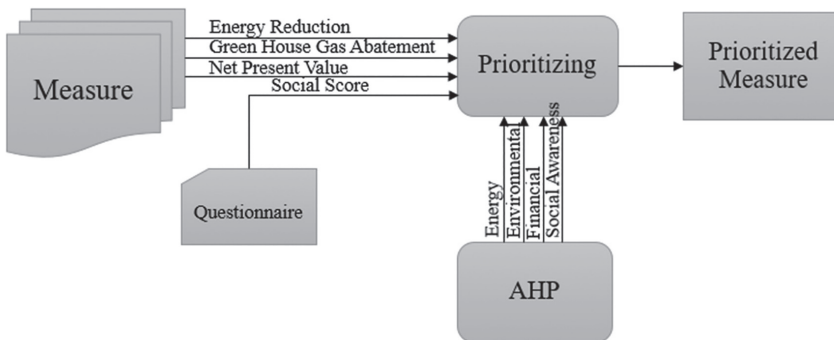 Energy Reduction
Green House Gas Abatement
Net Present Value
Social Score
Measure
Prioritizing
Prioritized
Measure
Questionnaire
Energy
Environmental
Financial
Social Awareness
AHP